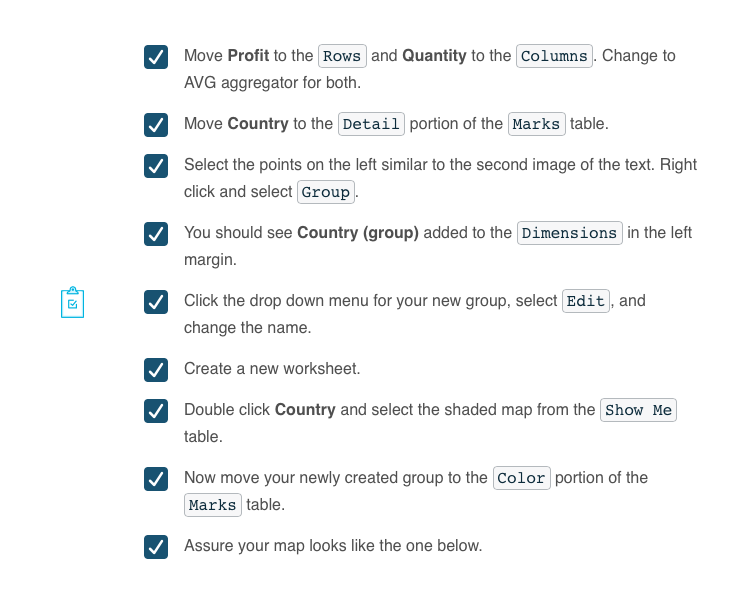 Move Profit to the Rows and Quantity to the Columns. Change to
AVG aggregator for both.
Move Country to the Detail portion of the Marks table.
Select the points on the left similar to the second image of the text. Right
click and select Group.
You should see Country (group) added to the Dimensions in the left
margin.
Click the drop down menu for your new group, select Edit, and
change the name.
Create a new worksheet.
Double click Country and select the shaded map from the Show Me
table.
Now move your newly created group to the Color portion of the
Marks table.
Assure your map looks like the one below.